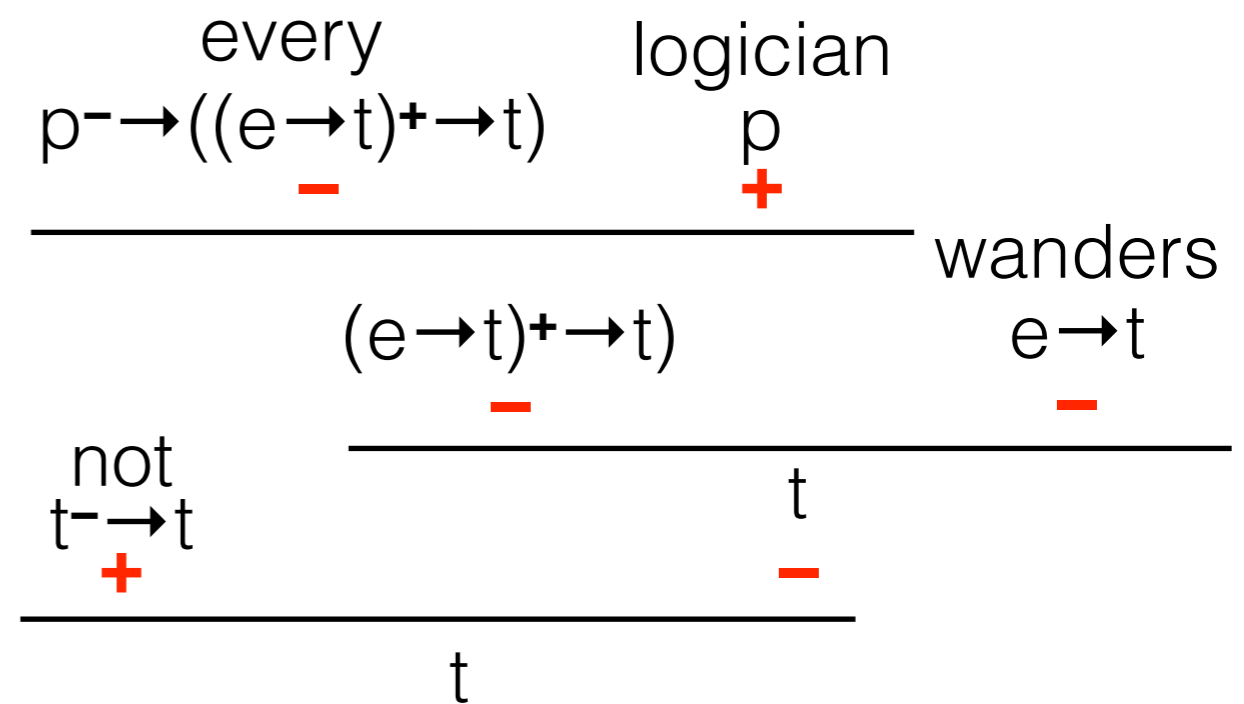 every
p⁻→((e→t)⁺→t)
−
logician
p
+
wanders
e→t
−
(e→t)⁺→t)
−
not
t⁻→t
+
t
−
t